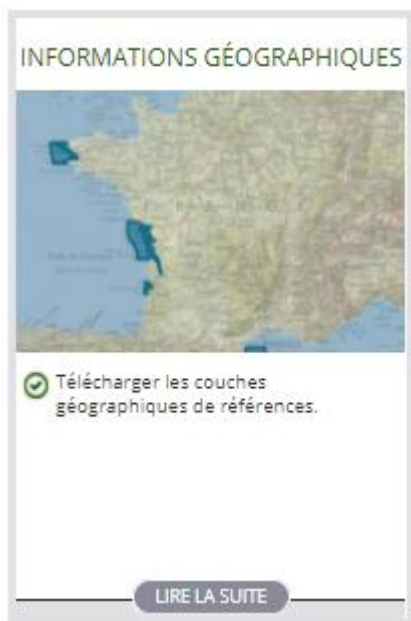 INFORMATIONS GÉOGRAPHIQUES
F R A N C E
Télécharger les couches
géographiques de références.
LIRE LA SUITE